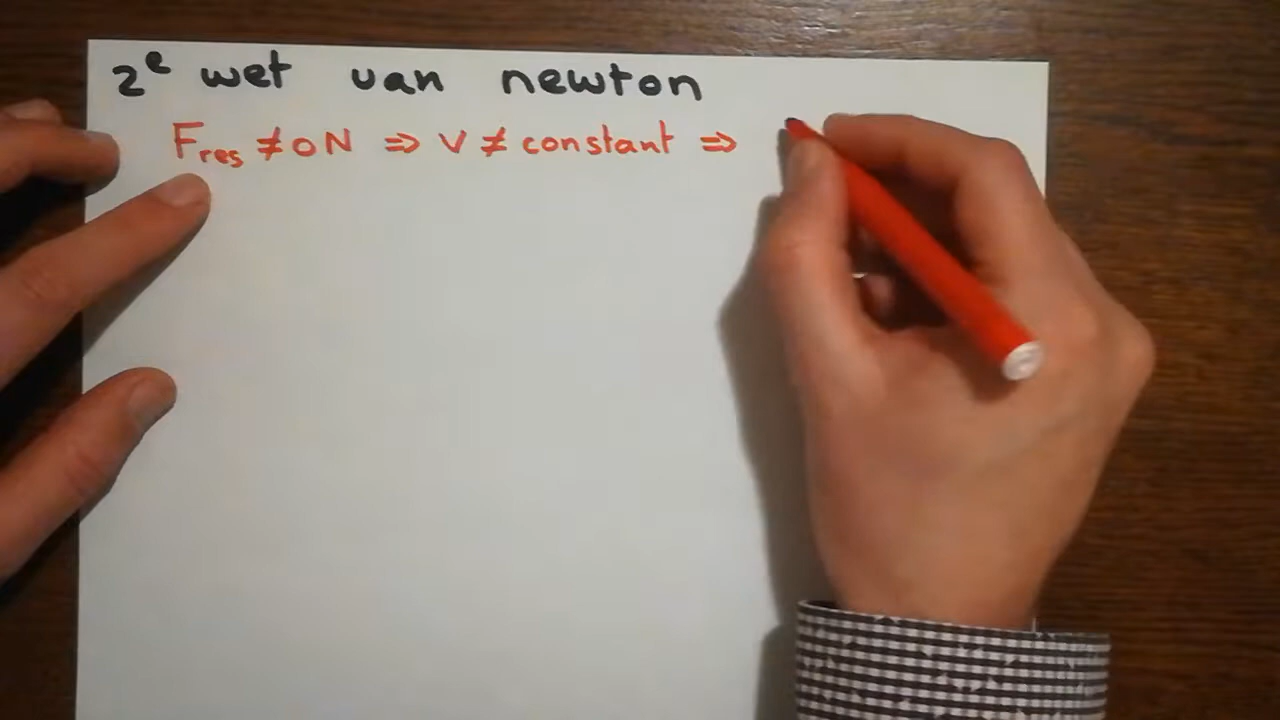 2e wet van newton
Fres ≠ 0N ⇒ V ≠ constant ⇒